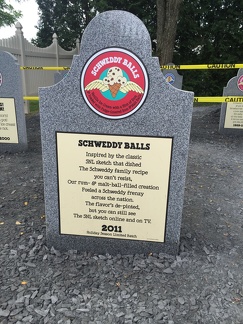 SCHWEDDY BALLS
SCHWEDDY BALLS
Inspired by the classic
SNL sketch that dished
The Schweddy family recipe
you can't resist,
Our rum- & malt-ball-filled creation
Fueled a Schweddy frenzy
across the nation.
The flavor's de-pinted,
but you can still see
The SNL sketch online and on TV.
2011
Holiday Season Limited Batch
CAUTION
CAUTION